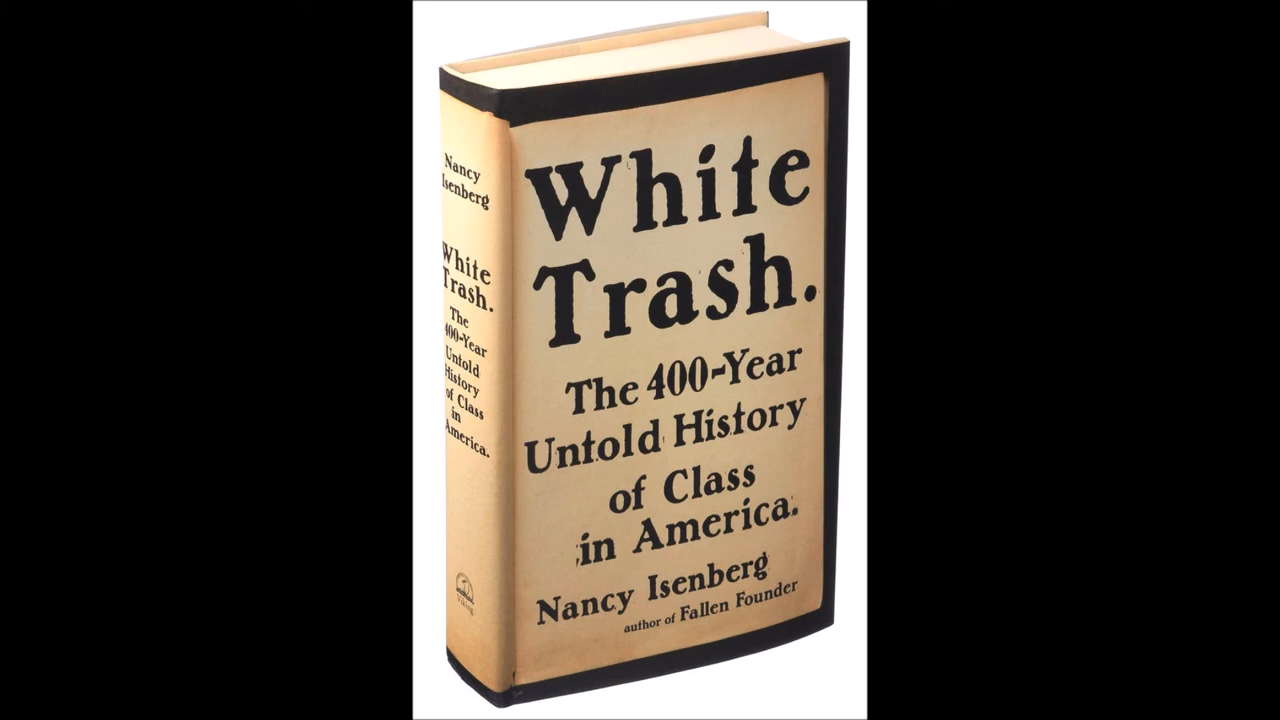 Nancy
Isenberg
White
Trash.
The
400-Year
Untold
History
of Class
in
America.
Viking
White
Trash.
The 400-Year
Untold History
of Class
in America.
Nancy Isenberg
author of Fallen Founder